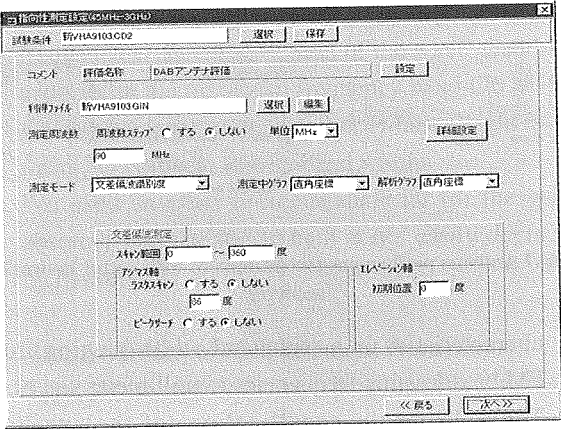 指向性測定設定(45MHz-3GHz)
試験条件 新VHA9103.CD2 選択 保存
コメント 評価名称 DABアンテナ評価 設定
利得ファイル 新VHA9103.GIN 選択 編集
測定周波数 周波数ステップ する しない 単位 MHz 詳細設定
90 MHz
測定モード 交差偏波識別度 測定中グラフ 直角座標 解析グラフ 直角座標
交差偏波測定
スキャン範囲 0 ～ 360 度
アジマス軸 エレベーション軸
ラスタスキャン する しない 初期位置 0 度
36 度
ピークサーチ する しない
<< 戻る 次へ >>